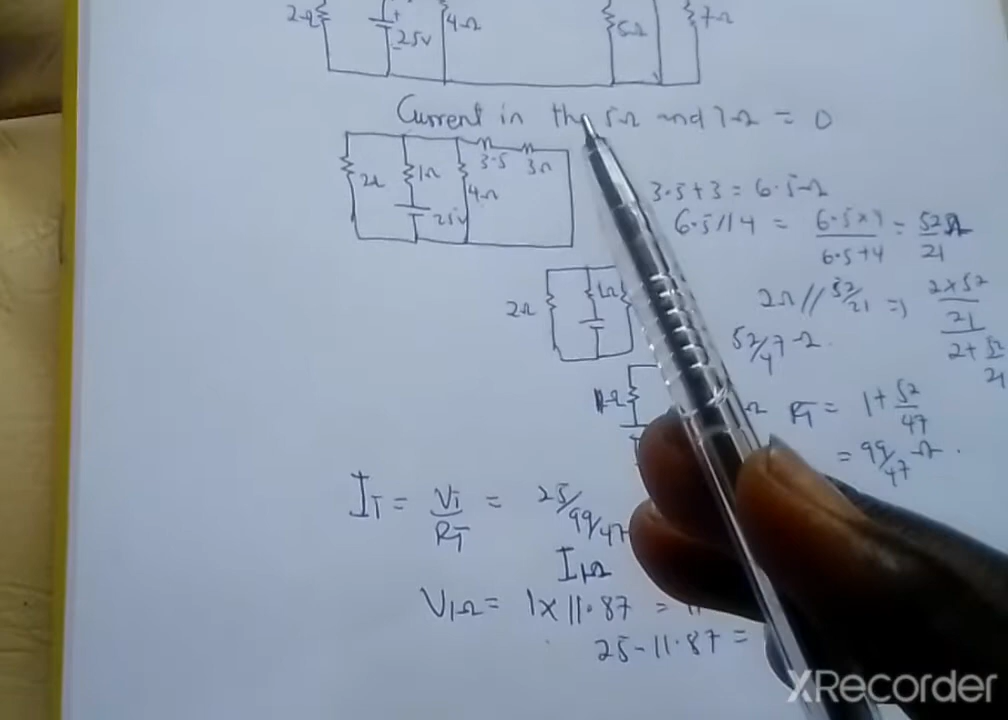 2Ω 25V 4Ω 5Ω 7Ω
Current in the 5Ω and 7Ω = 0
2Ω 1Ω 25V 4Ω 3.5 3Ω
3.5+3 = 6.5Ω
6.5//4 = 6.5×4/6.5+4 = 52/21 Ω
2Ω 1Ω
2Ω // 52/21 => 2×52/21 / 2+52/21
52/47 Ω.
1Ω Ω
RT = 1+52/47
= 99/47 Ω.
IT = VT/RT = 25/99/47
I1Ω
V1Ω = 1×11.87 =
25-11.87 =
XRecorder